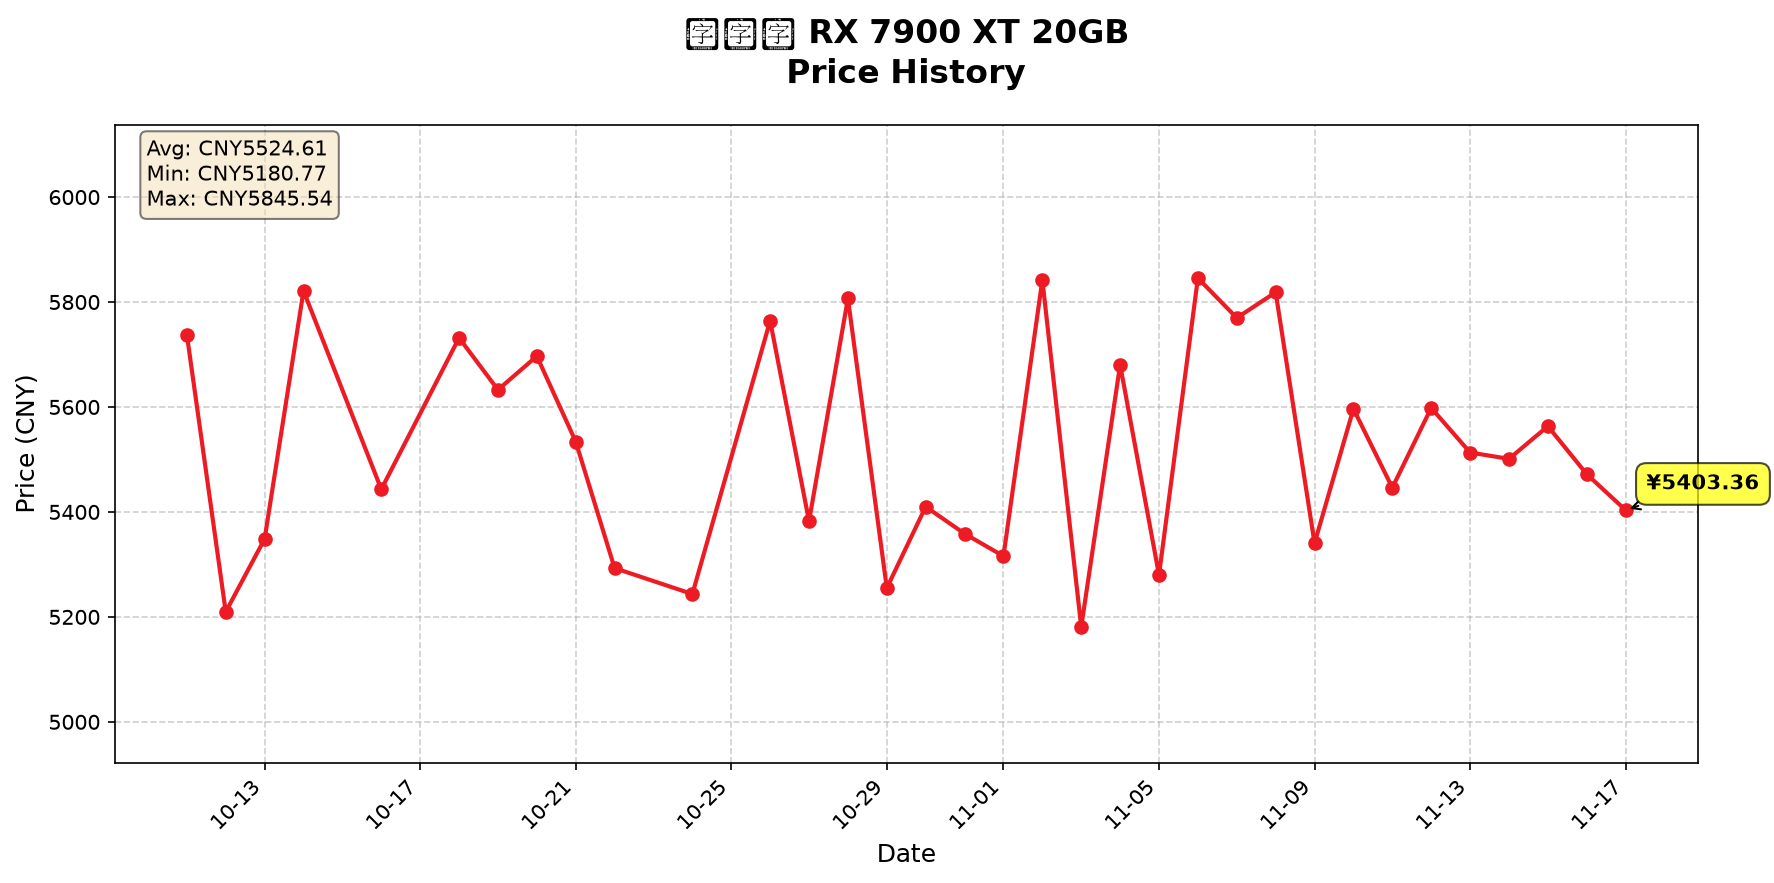 RX 7900 XT 20GB
Price History
Avg: CNY5524.61
Min: CNY5180.77
Max: CNY5845.54
Price (CNY)
6000
5800
5600
5400
5200
5000
¥5403.36
10-13
10-17
10-21
10-25
10-29
11-01
11-05
11-09
11-13
11-17
Date